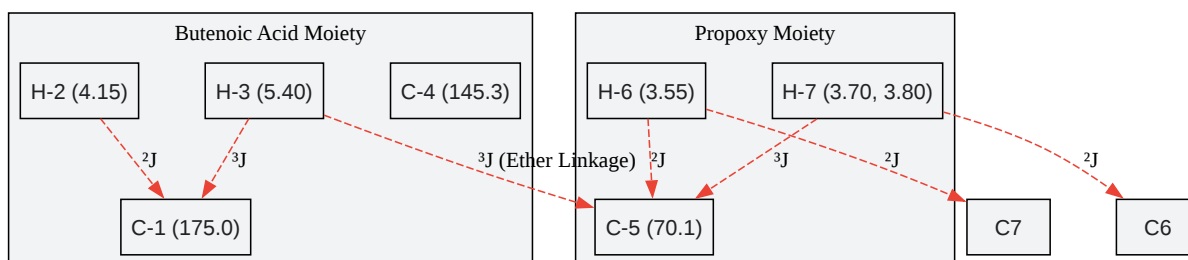 Butenoic Acid Moiety
Propoxy Moiety
H-2 (4.15)
H-3 (5.40)
C-4 (145.3)
H-6 (3.55)
H-7 (3.70, 3.80)
²J
³J
³J (Ether Linkage)
²J
³J
²J
²J
C-1 (175.0)
C-5 (70.1)
C7
C6